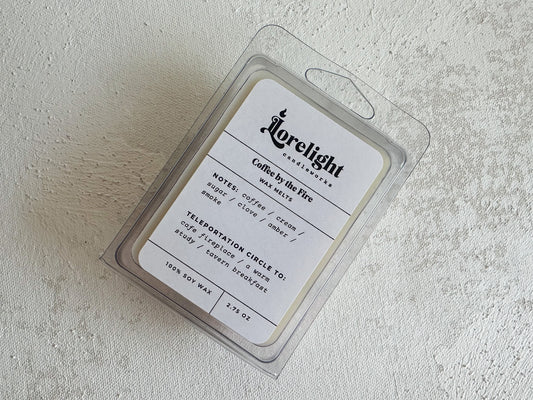 Lorelight
candleworks
Coffee by the Fire
WAX MELTS
NOTES: coffee / cream /
sugar / clove / amber /
smoke
TELEPORTATION CIRCLE TO:
cafe fireplace / a warm
study / tavern breakfast
100% SOY WAX
2.75 OZ